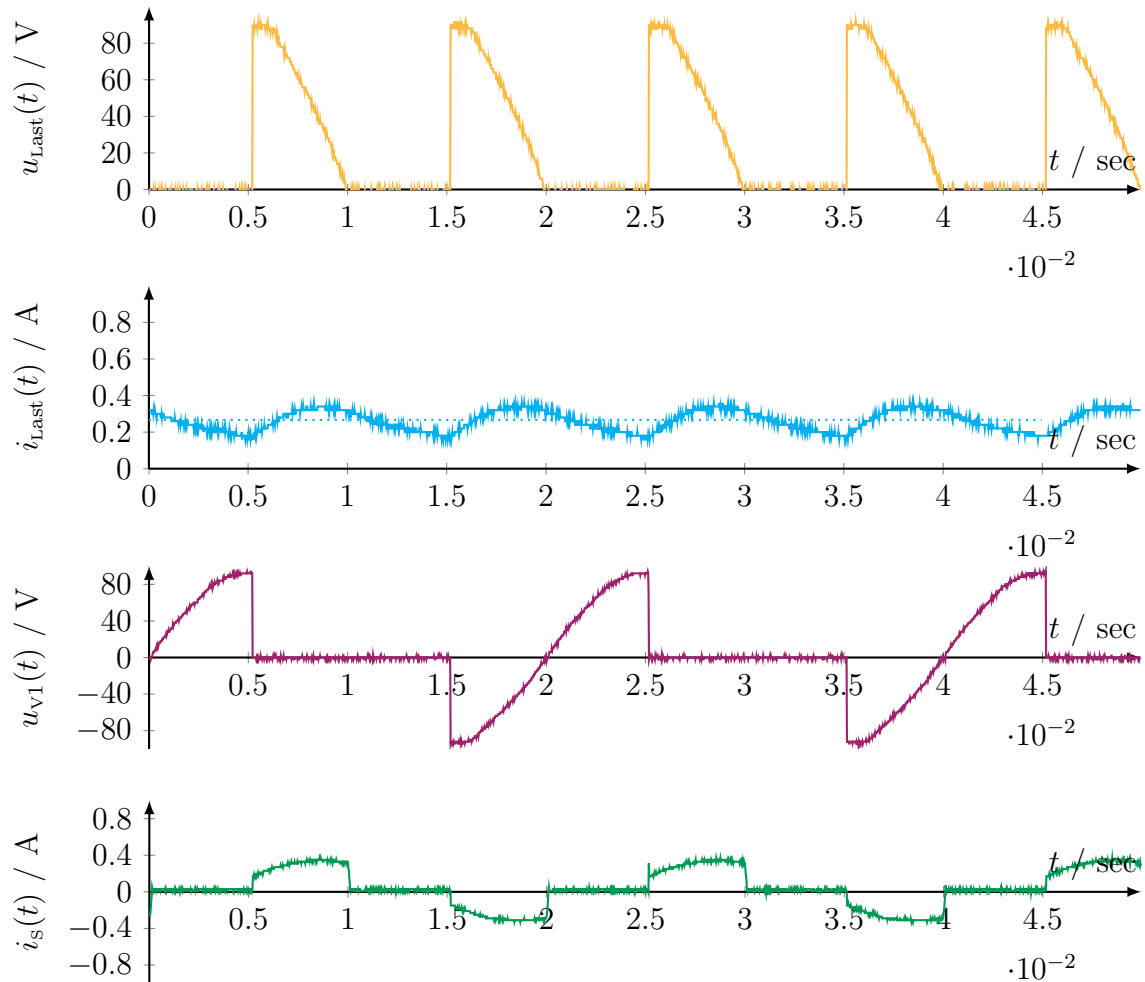 u_Last(t) / V
80
60
40
20
0
t / sec
0 0.5 1 1.5 2 2.5 3 3.5 4 4.5
·10⁻²
i_Last(t) / A
0.8
0.6
0.4
0.2
0
t / sec
0 0.5 1 1.5 2 2.5 3 3.5 4 4.5
·10⁻²
u_V1(t) / V
80
40
0
−40
−80
t / sec
0.5 1 1.5 2 2.5 3 3.5 4 4.5
·10⁻²
i_S(t) / A
0.8
0.4
0
−0.4
−0.8
t / sec
0.5 1 1.5 2 2.5 3 3.5 4 4.5
·10⁻²